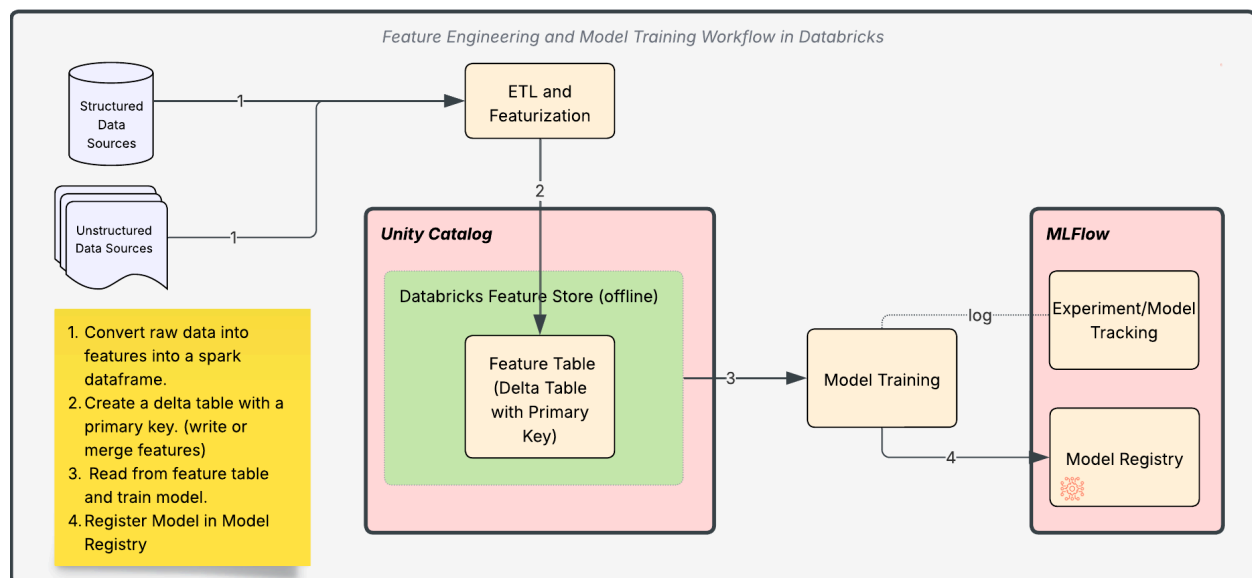 Feature Engineering and Model Training Workflow in Databricks
Structured
Data
Sources
1
ETL and
Featurization
Unstructured
Data Sources
1
2
Unity Catalog
Databricks Feature Store (offline)
Feature Table
(Delta Table
with Primary
Key)
3
Model Training
log
4
MLFlow
Experiment/Model
Tracking
Model Registry
1. Convert raw data into
features into a spark
dataframe.
2. Create a delta table with a
primary key. (write or
merge features)
3. Read from feature table
and train model.
4. Register Model in Model
Registry